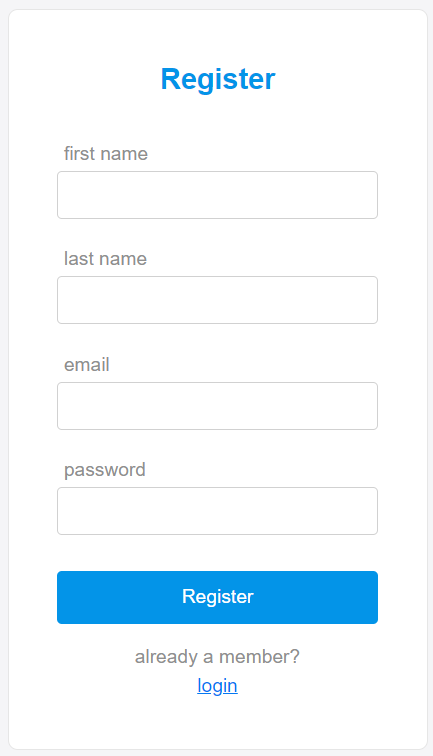 Register
first name
last name
email
password
Register
already a member?
login